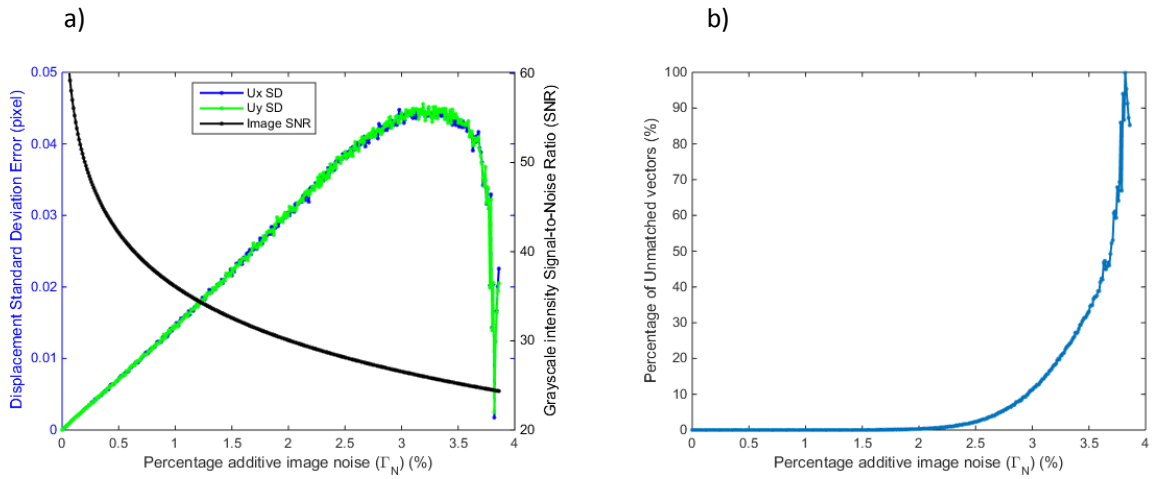 a)
b)
Displacement Standard Deviation Error (pixel)
0.05
0.04
0.03
0.02
0.01
0
Ux SD
Uy SD
Image SNR
60
50
40
30
20
Grayscale intensity Signal-to-Noise Ratio (SNR)
0 0.5 1 1.5 2 2.5 3 3.5 4
Percentage additive image noise (Γ_N) (%)
Percentage of Unmatched vectors (%)
100
90
80
70
60
50
40
30
20
10
0
0 0.5 1 1.5 2 2.5 3 3.5 4
Percentage additive image noise (Γ_N) (%)